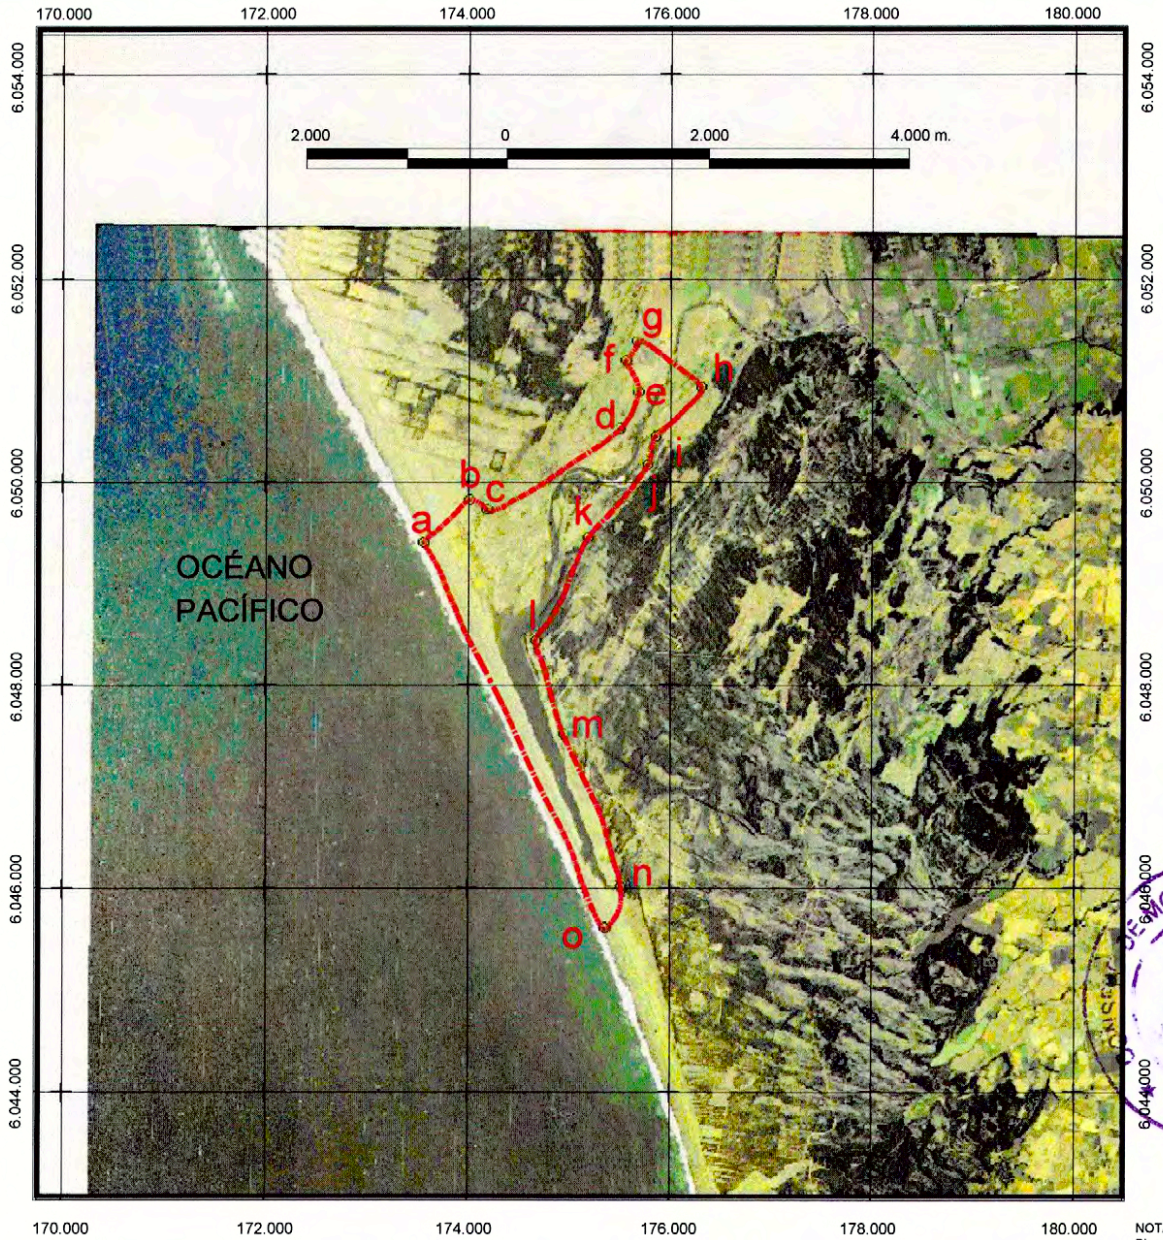 170.000 172.000 174.000 176.000 178.000 180.000
6.054.000 6.054.000
2.000 0 2.000 4.000 m.
6.052.000 6.052.000
g
f h
e
d
i
b c j
6.050.000 6.050.000
k
a
OCÉANO
PACÍFICO
l
6.048.000 6.048.000
m
n
6.046.000 6.046.000
o
6.044.000 6.044.000
170.000 172.000 174.000 176.000 178.000 180.000
NOT